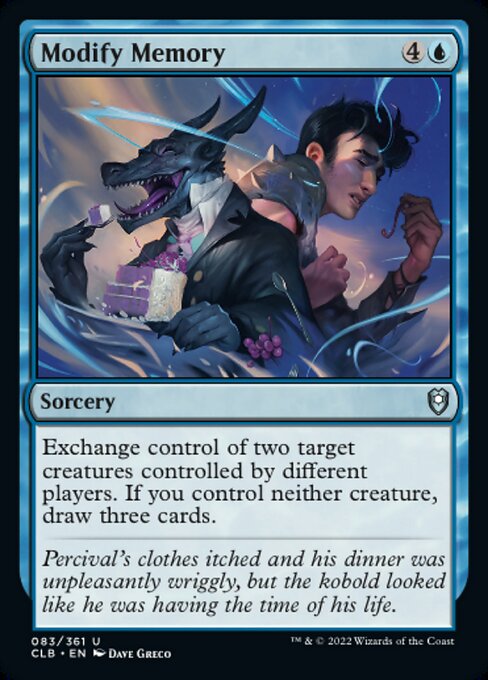 Modify Memory 4
Sorcery
Exchange control of two target
creatures controlled by different
players. If you control neither creature,
draw three cards.
Percival's clothes itched and his dinner was
unpleasantly wriggly, but the kobold looked
like he was having the time of his life.
083/361 U
™ & © 2022 Wizards of the Coast
CLB • EN Dave Greco